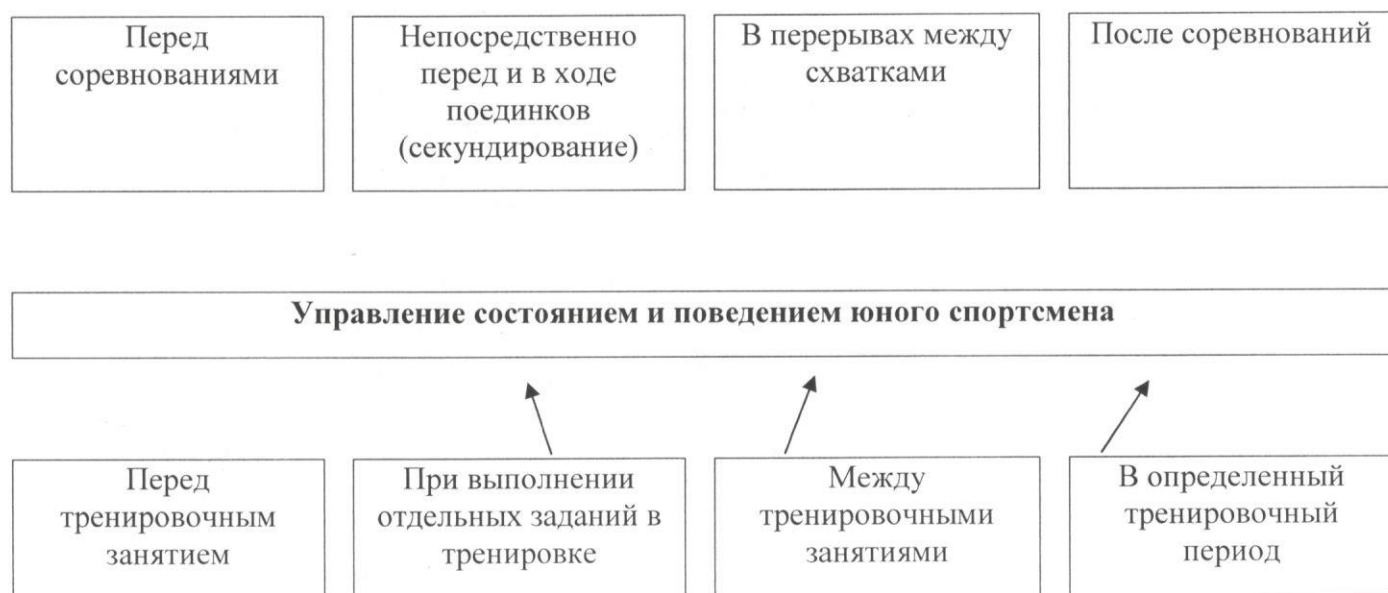 Перед
соревнованиями
Непосредственно
перед и в ходе
поединков
(секундирование)
В перерывах между
схватками
После соревнований
Управление состоянием и поведением юного спортсмена
Перед
тренировочным
занятием
При выполнении
отдельных заданий в
тренировке
Между
тренировочными
занятиями
В определенный
тренировочный
период